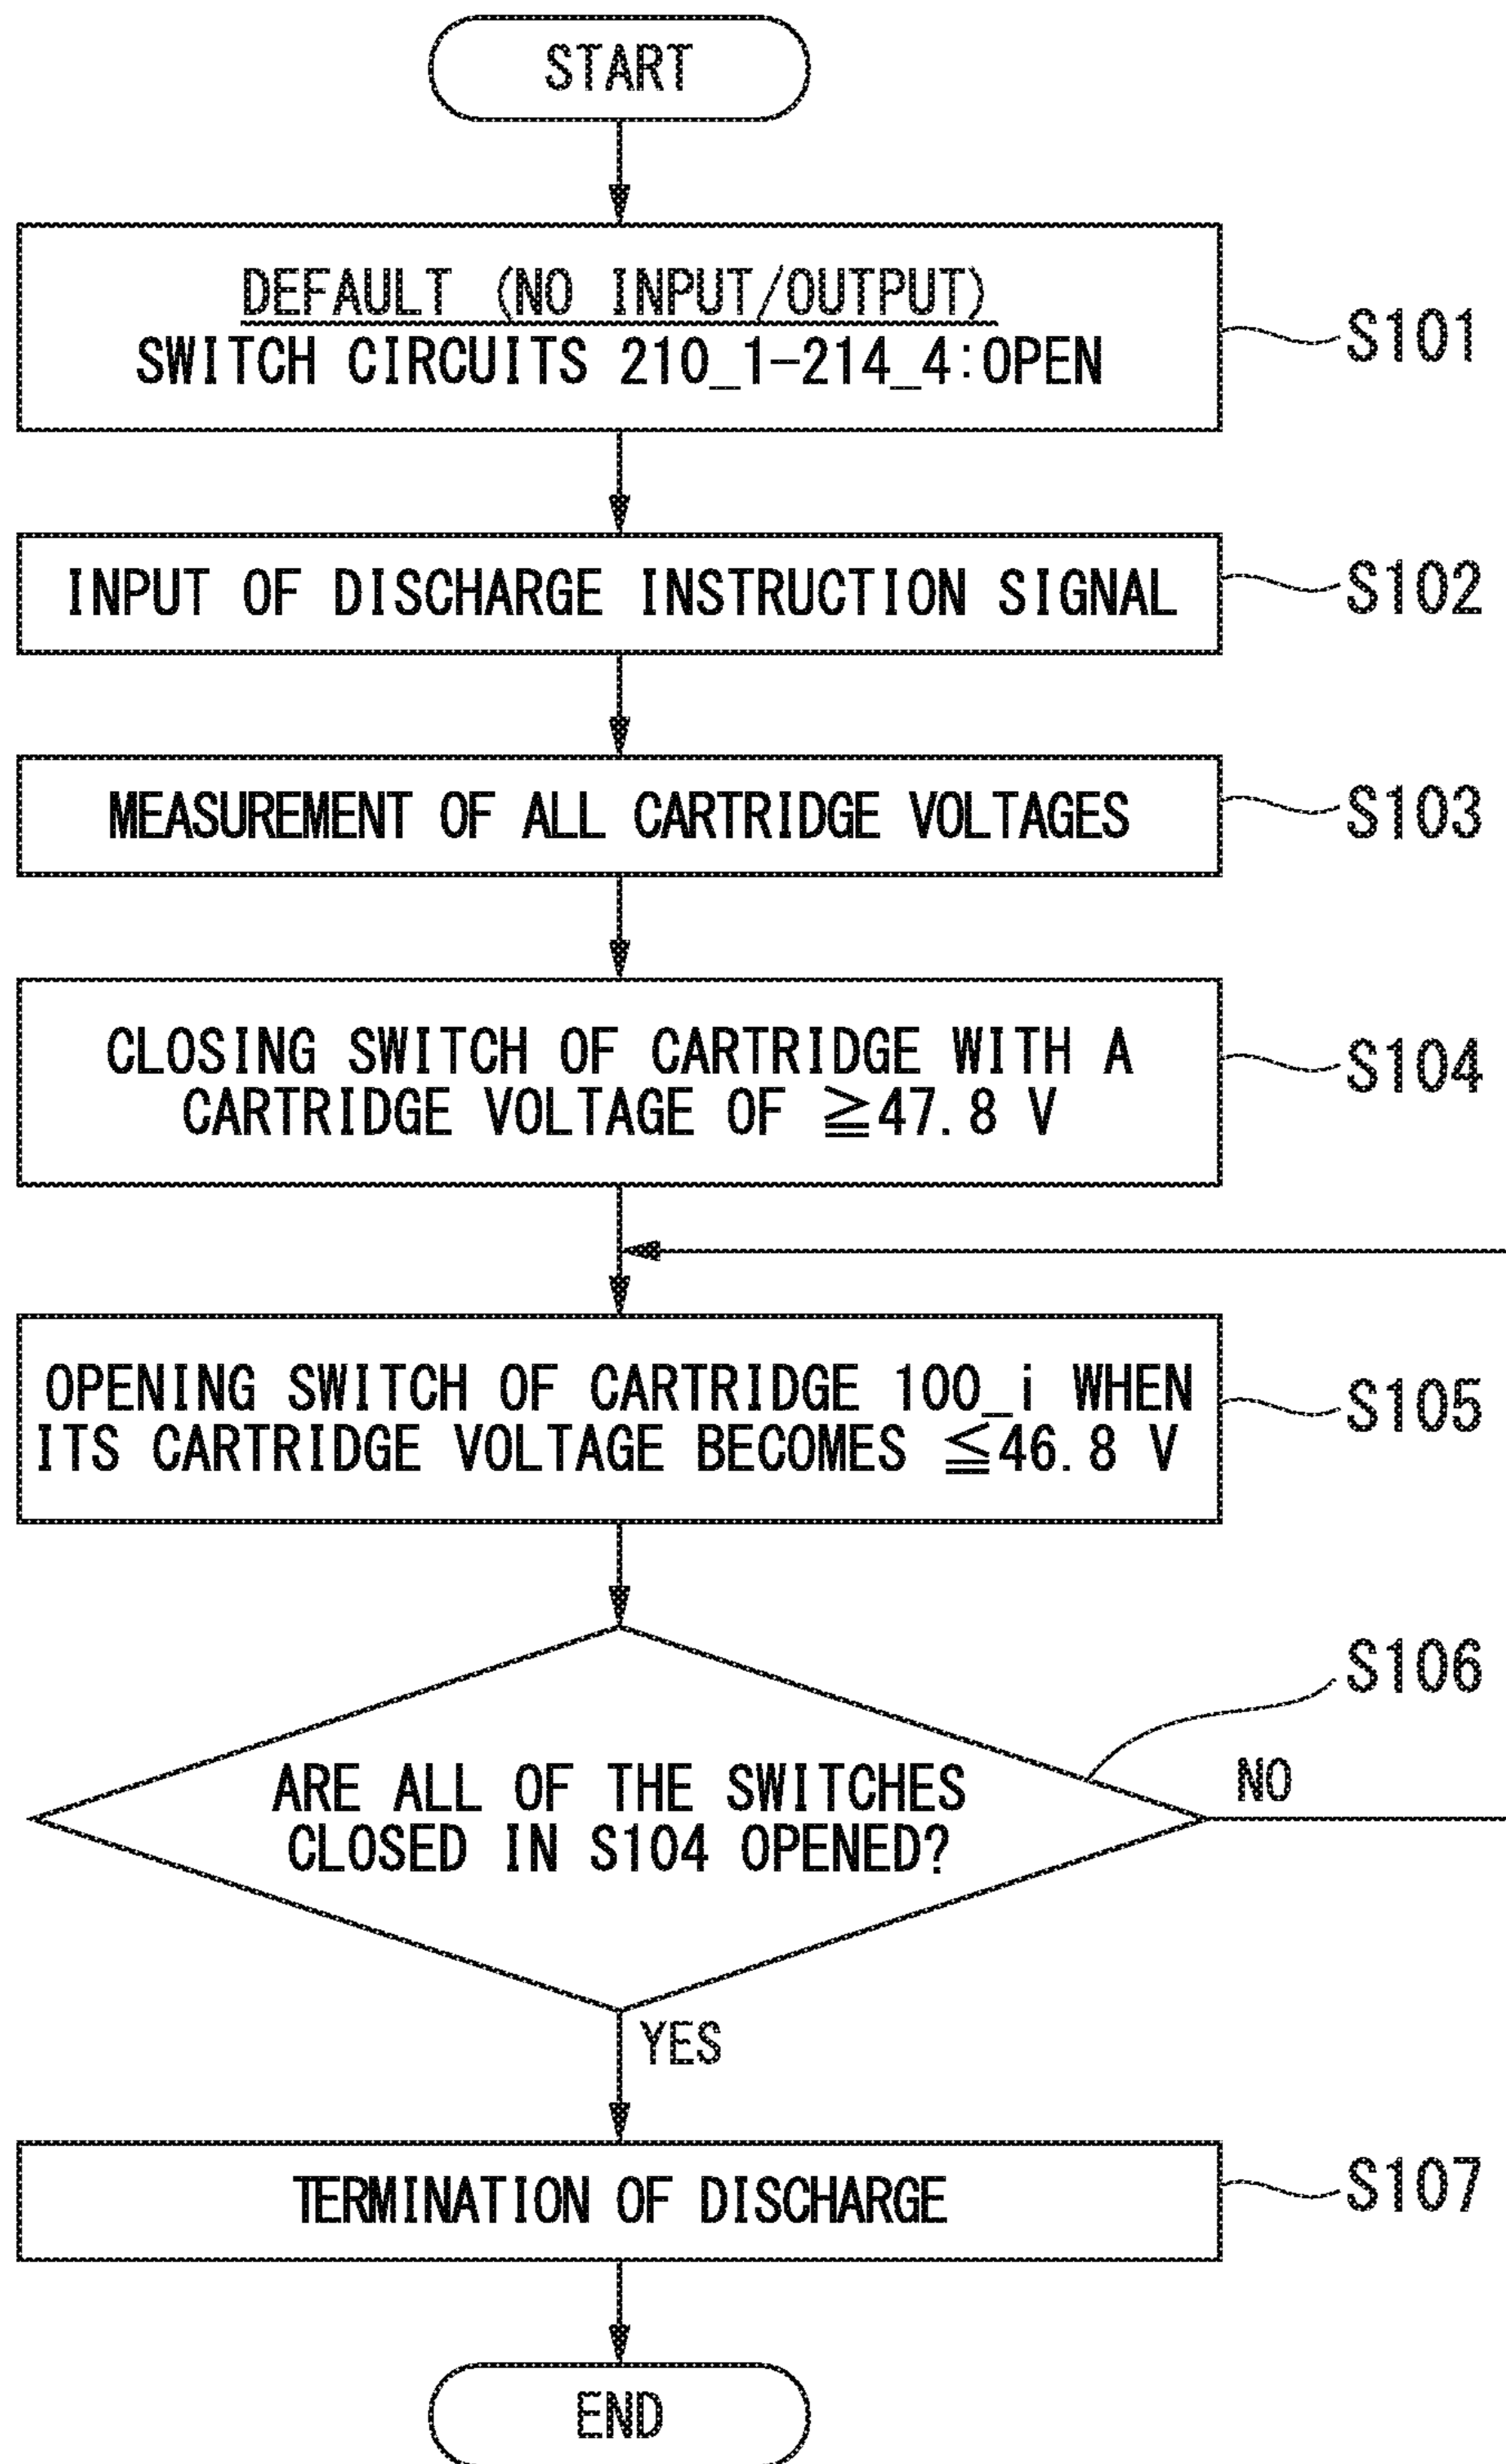 START
DEFAULT (NO INPUT/OUTPUT)
SWITCH CIRCUITS 210_1-214_4:OPEN
S101
INPUT OF DISCHARGE INSTRUCTION SIGNAL
S102
MEASUREMENT OF ALL CARTRIDGE VOLTAGES
S103
CLOSING SWITCH OF CARTRIDGE WITH A
CARTRIDGE VOLTAGE OF ≧47.8 V
S104
OPENING SWITCH OF CARTRIDGE 100_i WHEN
ITS CARTRIDGE VOLTAGE BECOMES ≦46.8 V
S105
S106
ARE ALL OF THE SWITCHES
CLOSED IN S104 OPENED?
NO
YES
TERMINATION OF DISCHARGE
S107
END